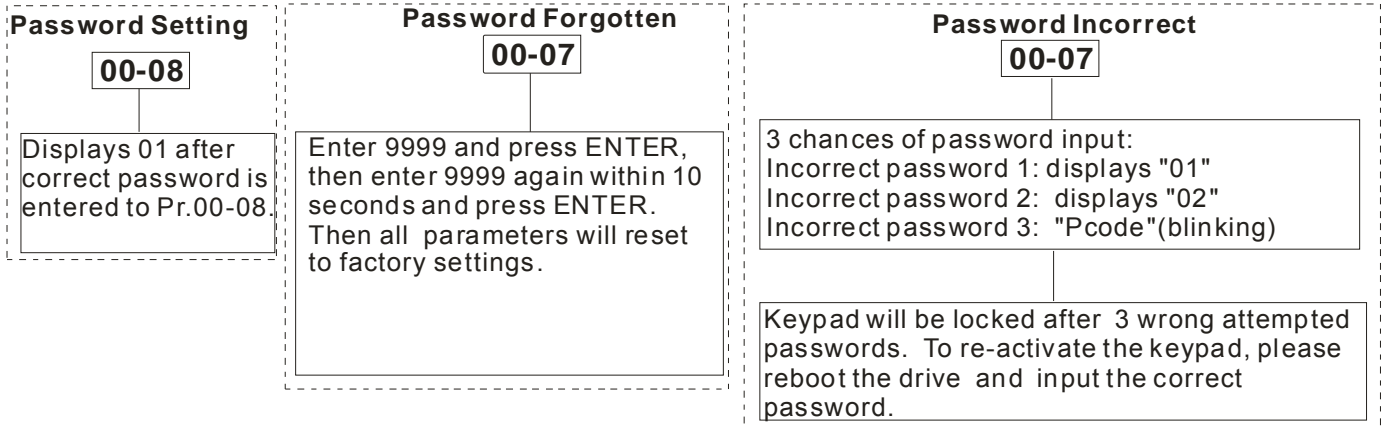 Password Setting
00-08
Displays 01 after
correct password is
entered to Pr.00-08.
Password Forgotten
00-07
Enter 9999 and press ENTER,
then enter 9999 again within 10
seconds and press ENTER.
Then all parameters will reset
to factory settings.
Password Incorrect
00-07
3 chances of password input:
Incorrect password 1: displays "01"
Incorrect password 2: displays "02"
Incorrect password 3: "Pcode"(blinking)
Keypad will be locked after 3 wrong attempted
passwords. To re-activate the keypad, please
reboot the drive and input the correct
password.